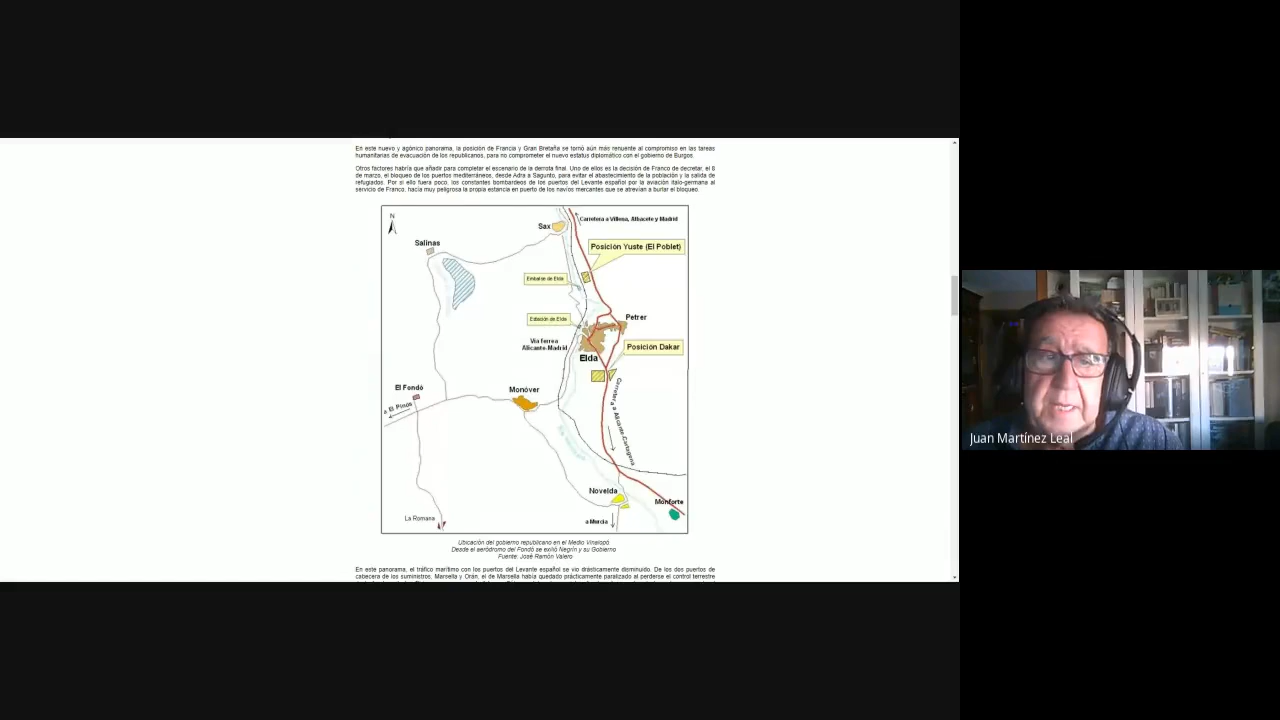 En este nuevo y agónico panorama, la posición de Francia y Gran Bretaña se tornó aún más renuente al compromiso en las tareas
humanitarias de evacuación de los republicanos, para no comprometer el nuevo estatus diplomático con el gobierno de Burgos.
Otros factores habría que añadir para completar el escenario de la derrota final. Uno de ellos es la decisión de Franco de decretar, el 8
de marzo, el bloqueo de los puertos mediterráneos, desde Adra a Sagunto, para evitar el abastecimiento de la población y la salida de
refugiados. Por si ello fuera poco, los constantes bombardeos de los puertos del Levante español por la aviación italo-germana al
servicio de Franco, hacía muy peligrosa la propia estancia en puerto de los navíos mercantes que se atrevían a burlar el bloqueo.
N
Carretera a Villena, Albacete y Madrid
Sax
Salinas
Posición Yuste (El Poblet)
Embalse de Elda
Estación de Elda
Petrer
Vía férrea
Alicante-Madrid
Posición Dakar
Elda
El Fondó
Monóver
a El Pinós
Carretera a Alicante-Cartagena
Novelda
Monforte
La Romana
a Murcia
Ubicación del gobierno republicano en el Medio Vinalopó
Desde el aeródromo del Fondó se exilió Negrín y su Gobierno
Fuente: José Ramón Valero
En este panorama, el tráfico marítimo con los puertos del Levante español se vio drásticamente disminuido. De los dos puertos de
cabecera de los suministros, Marsella y Orán, el de Marsella había quedado prácticamente paralizado al perderse el control terrestre
Juan Martínez Leal